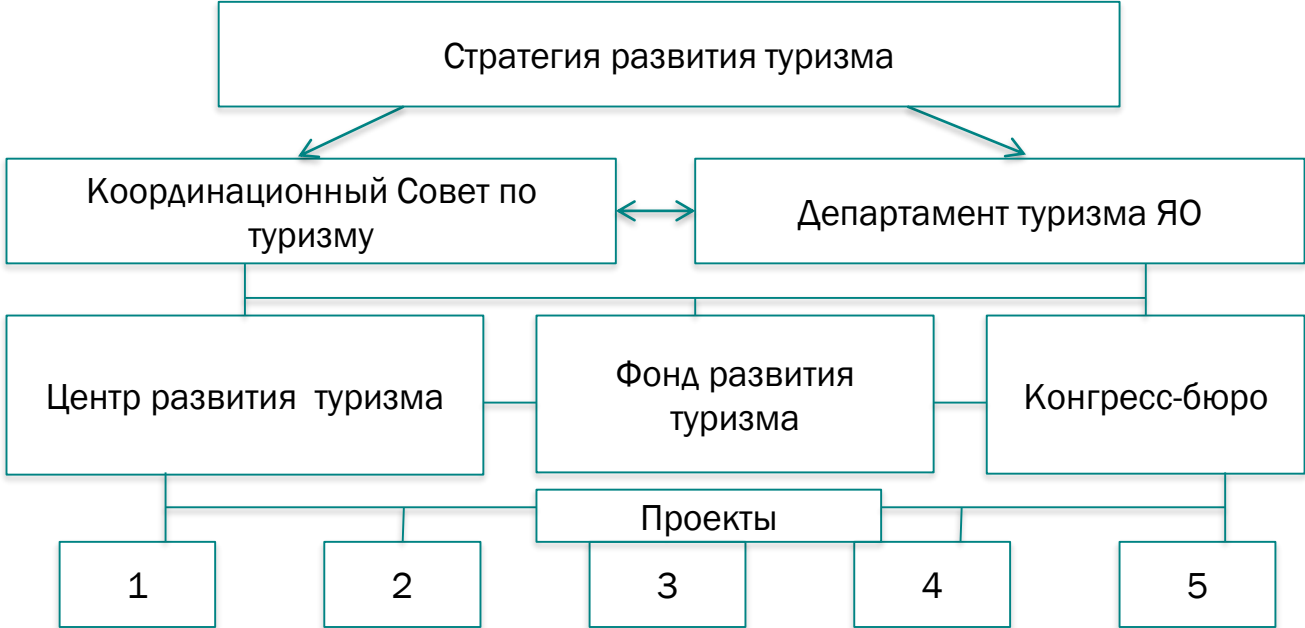 Стратегия развития туризма
Координационный Совет по
туризму
Департамент туризма ЯО
Центр развития туризма
Фонд развития
туризма
Конгресс-бюро
Проекты
1
2
3
4
5